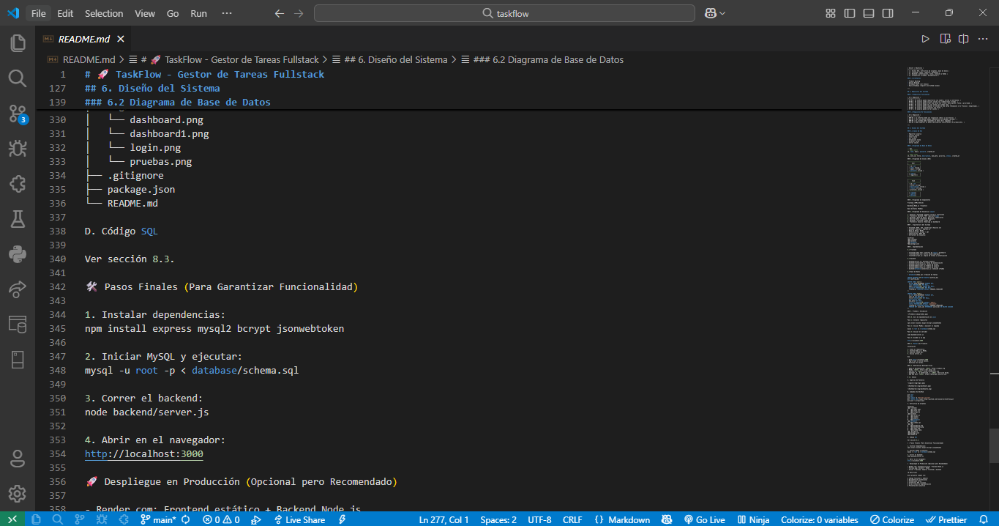 File Edit Selection View Go Run ··· taskflow
README.md
README.md > # 🚀 TaskFlow - Gestor de Tareas Fullstack > ## 6. Diseño del Sistema > ### 6.2 Diagrama de Base de Datos
1 # 🚀 TaskFlow - Gestor de Tareas Fullstack
127 ## 6. Diseño del Sistema
139 ### 6.2 Diagrama de Base de Datos
330 │   └── dashboard.png
331 │   └── dashboard1.png
332 │   └── login.png
333 │   └── pruebas.png
334 ├── .gitignore
335 ├── package.json
336 └── README.md
337
338 D. Código SQL
339
340 Ver sección 8.3.
341
342 🛠️ Pasos Finales (Para Garantizar Funcionalidad)
343
344 1. Instalar dependencias:
345 npm install express mysql2 bcrypt jsonwebtoken
346
347 2. Iniciar MySQL y ejecutar:
348 mysql -u root -p < database/schema.sql
349
350 3. Correr el backend:
351 node backend/server.js
352
353 4. Abrir en el navegador:
354 http://localhost:3000
355
356 🚀 Despliegue en Producción (Opcional pero Recomendado)
357
358 - Render com: Frontend estático + Backend Node js
3
main* 0 0 Live Share Ln 277, Col 1 Spaces: 2 UTF-8 CRLF {} Markdown Go Live Ninja Colorize: 0 variables Colorize Prettier